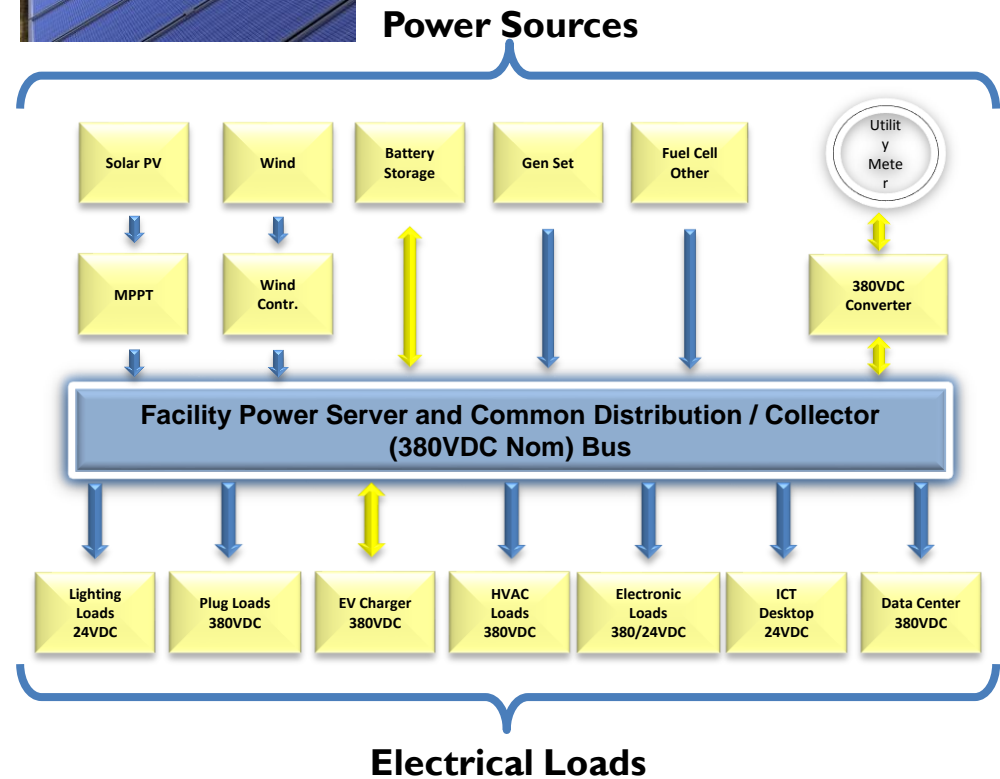 Power Sources
Solar PV
Wind
Battery
Storage
Gen Set
Fuel Cell
Other
Utilit
y
Mete
r
MPPT
Wind
Contr.
380VDC
Converter
Facility Power Server and Common Distribution / Collector
(380VDC Nom) Bus
Lighting
Loads
24VDC
Plug Loads
380VDC
EV Charger
380VDC
HVAC
Loads
380VDC
Electronic
Loads
380/24VDC
ICT
Desktop
24VDC
Data Center
380VDC
Electrical Loads